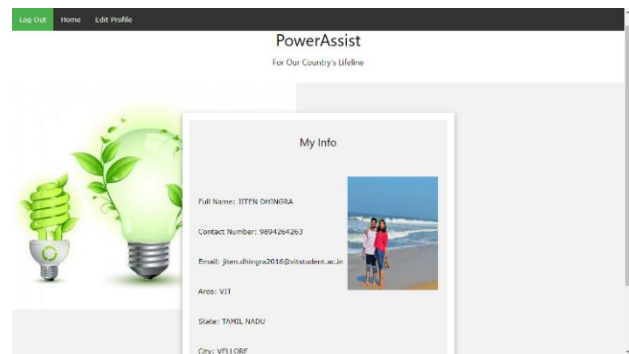 Log Out Home Edit Profile
PowerAssist
For Our Country's Lifeline
My Info
Full Name: JITEN DHINGRA
Contact Number: 9894264263
Email: jiten.dhingra2016@vitstudent.ac.in
Area: VIT
State: TAMIL NADU
City: VELLORE